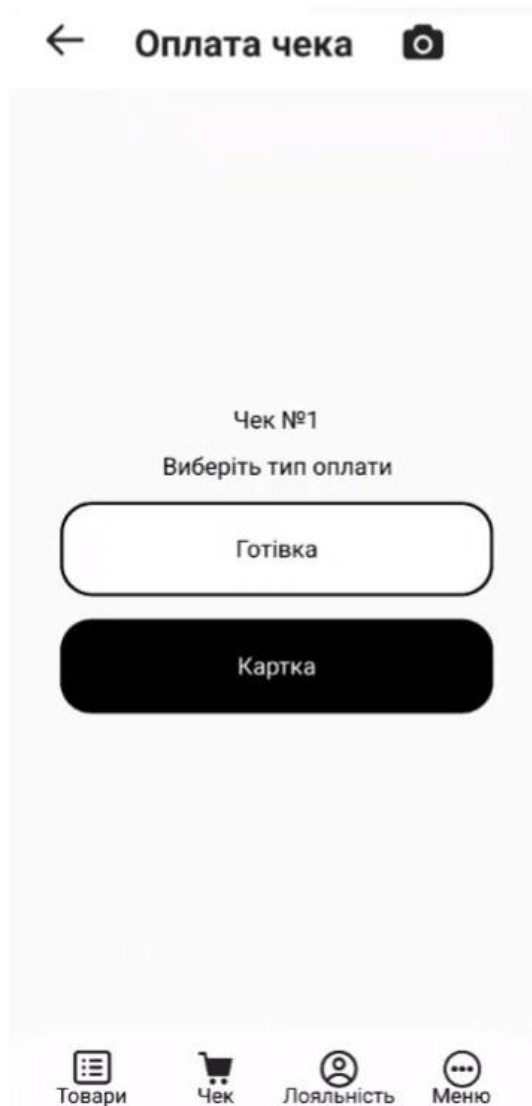 Оплата чека
Чек №1
Виберіть тип оплати
Готівка
Картка
Товари Чек Лояльність Меню